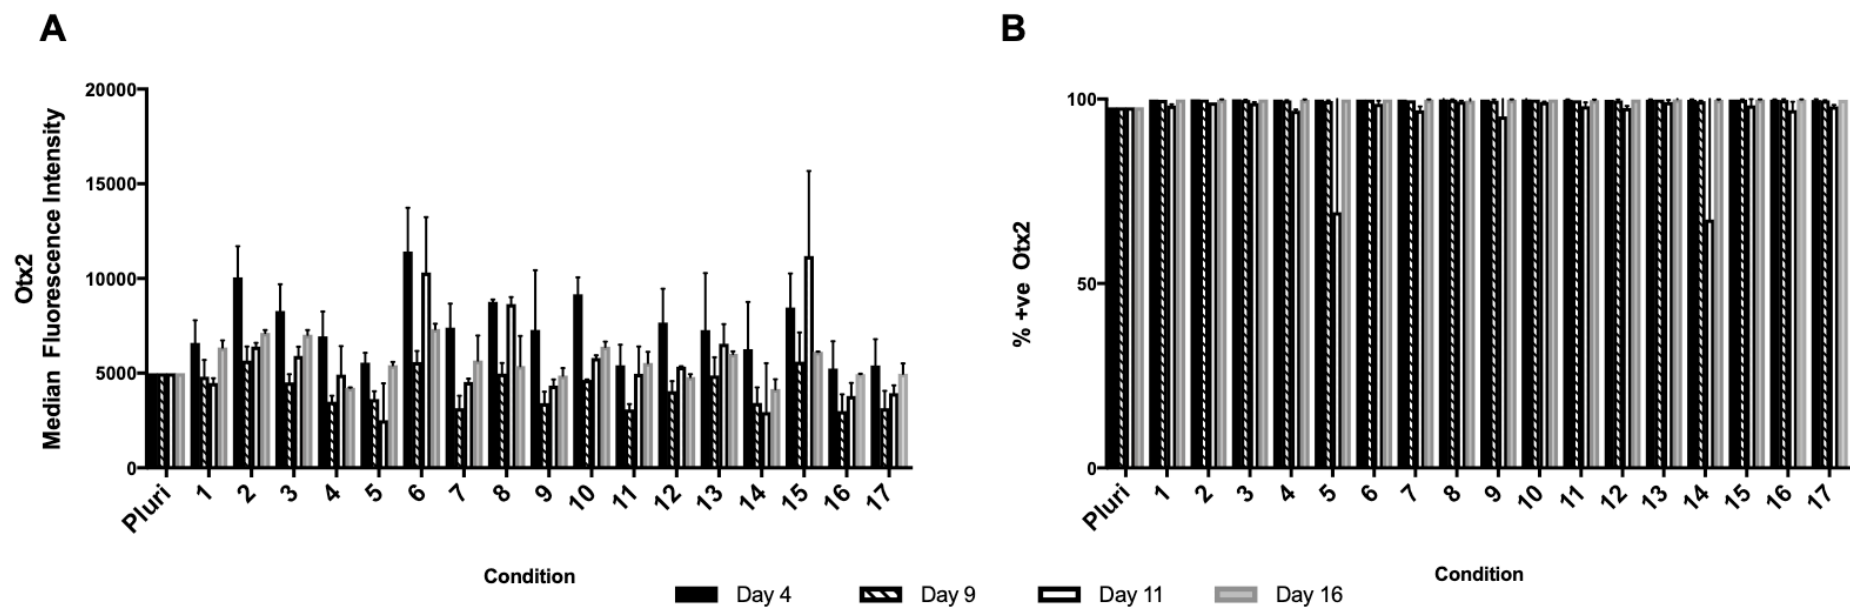 A
Otx2
Median Fluorescence Intensity
20000
15000
10000
5000
0
Pluri 1 2 3 4 5 6 7 8 9 10 11 12 13 14 15 16 17
Condition
B
% +ve Otx2
100
50
0
Pluri 1 2 3 4 5 6 7 8 9 10 11 12 13 14 15 16 17
Condition
Day 4 Day 9 Day 11 Day 16